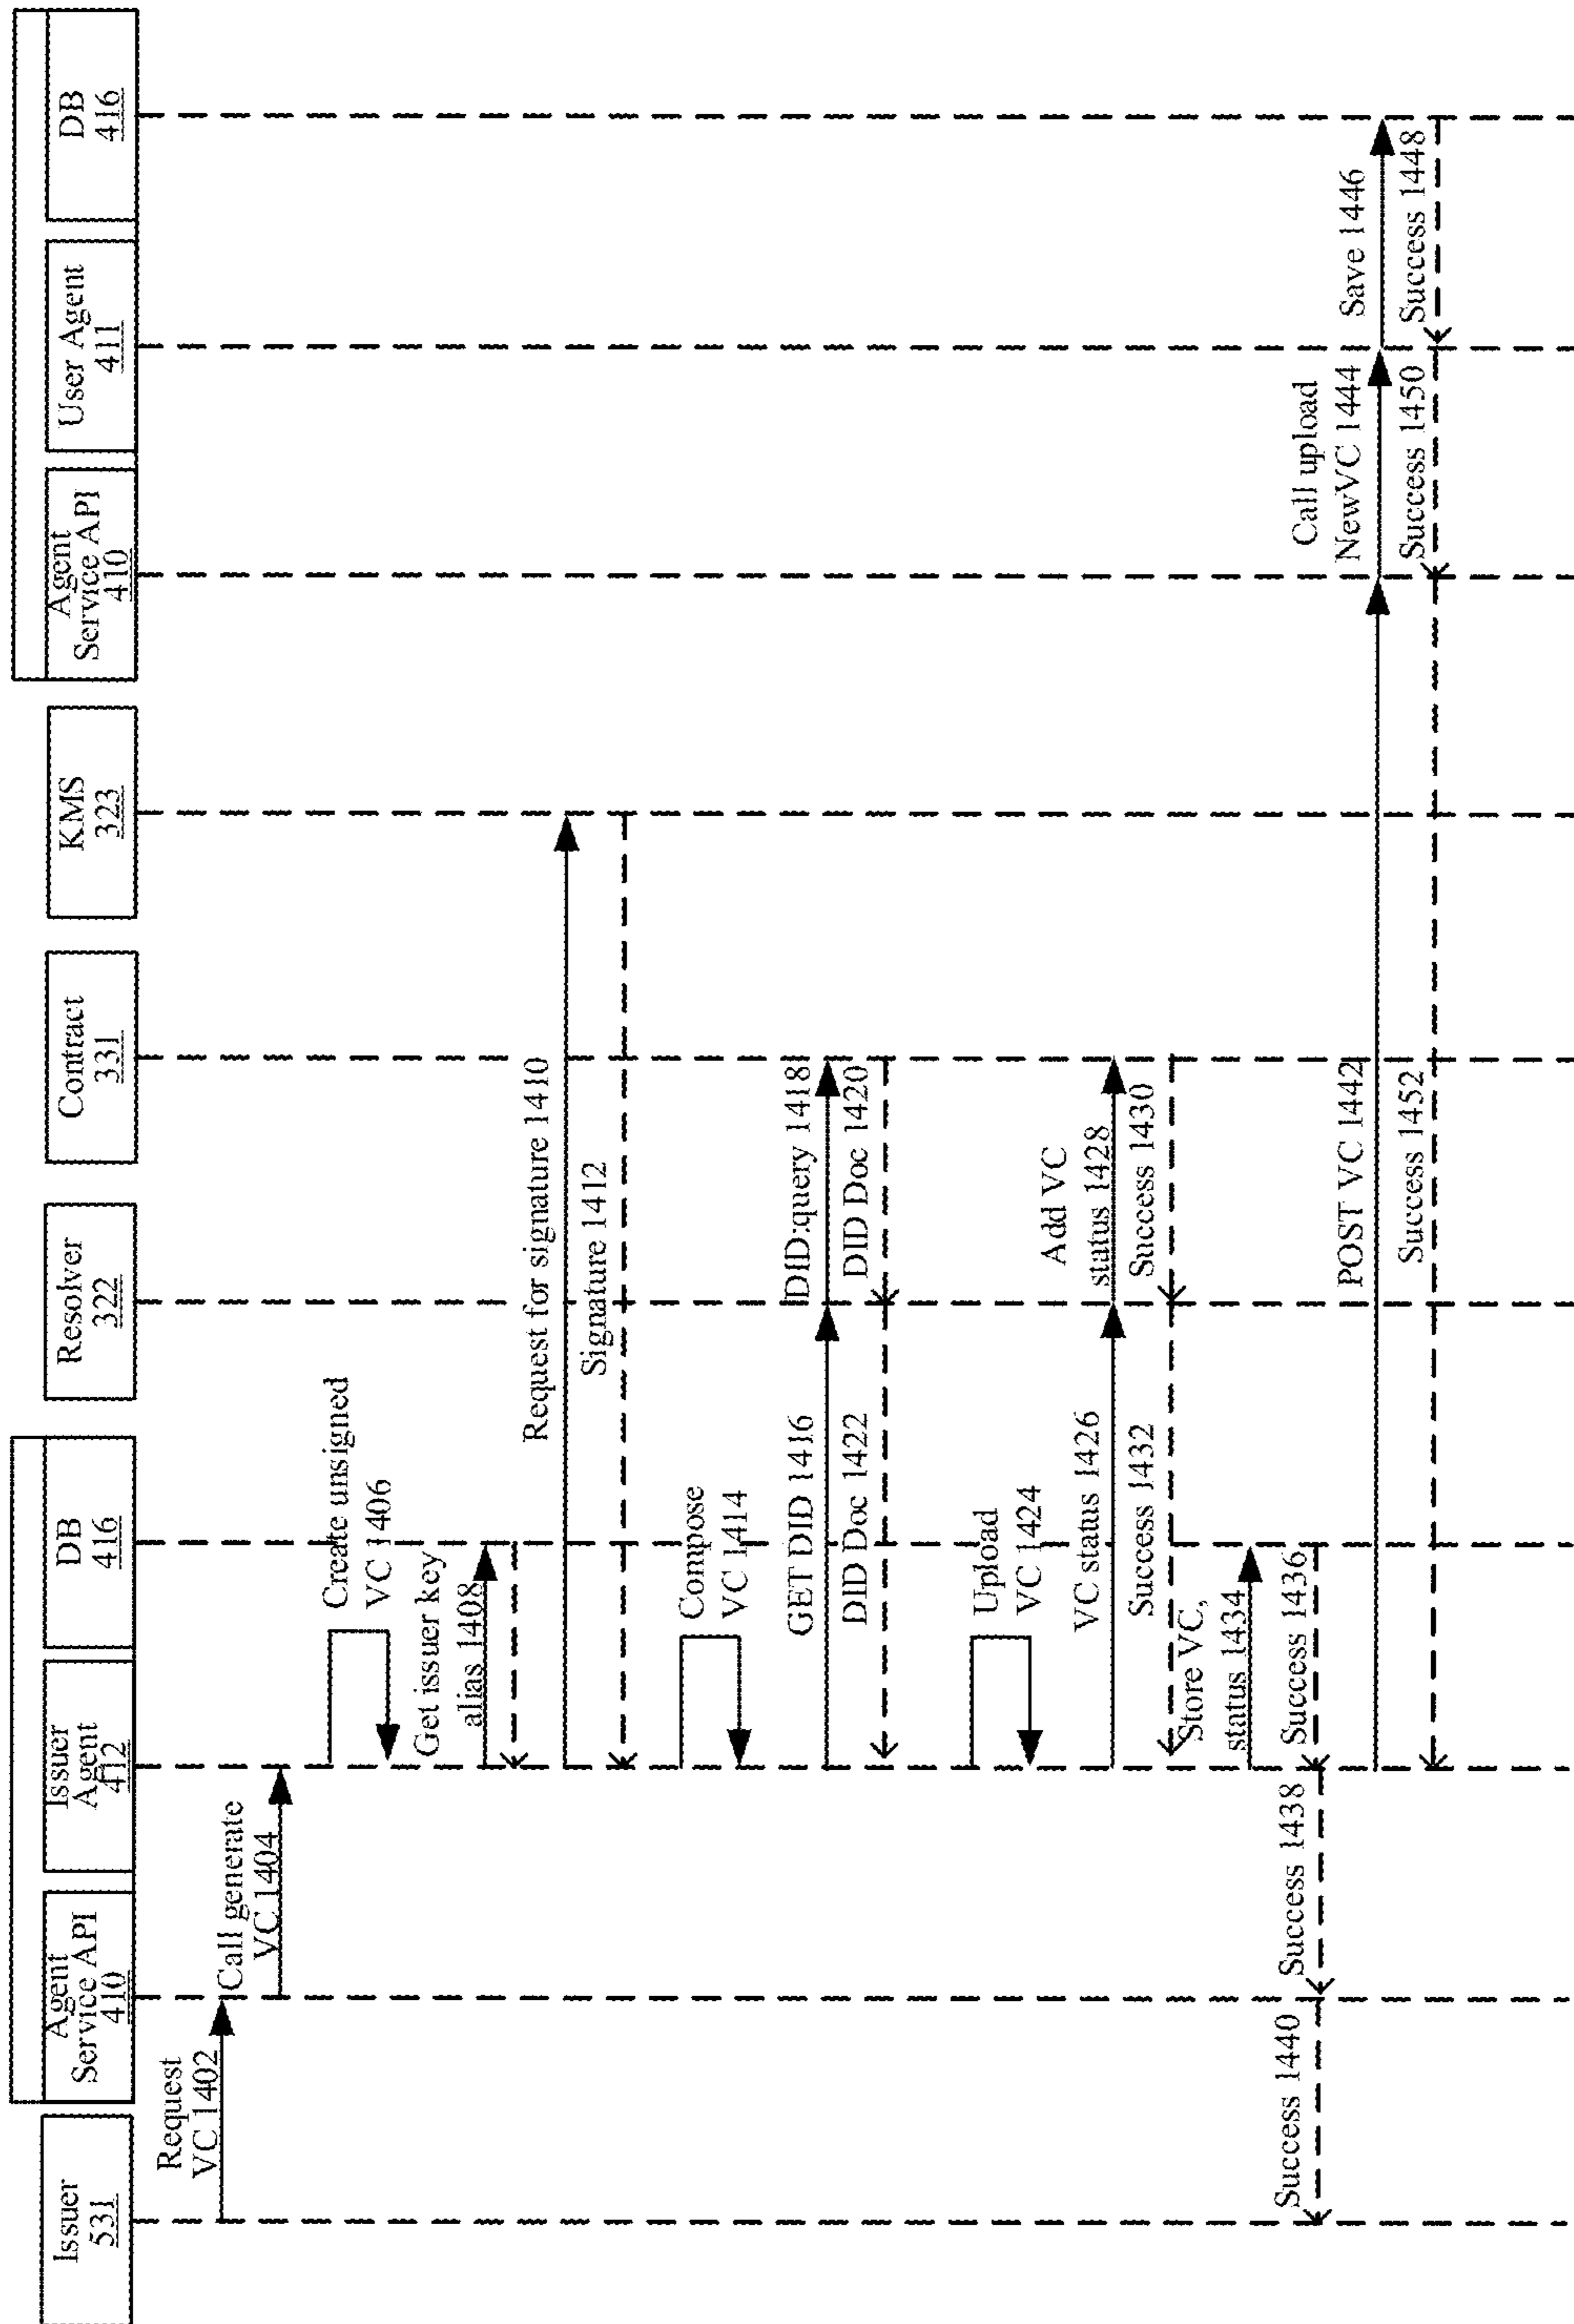 Issuer
531
Agent
Service API
410
Issuer
Agent
412
DB
416
Resolver
322
Contract
331
KMS
323
Agent
Service API
410
User Agent
411
DB
416
Request
VC 1402
Call generate
VC 1404
Create unsigned
VC 1406
Get issuer key
alias 1408
Request for signature 1410
Signature 1412
Compose
VC 1414
GET DID 1416
DID:query 1418
DID Doc 1422
DID Doc 1420
Upload
VC 1424
VC status 1426
Add VC
status 1428
Success 1432
Success 1430
Store VC,
status 1434
Success 1440
Success 1438
Success 1436
POST VC 1442
Call upload
NewVC 1444
Save 1446
Success 1452
Success 1450
Success 1448